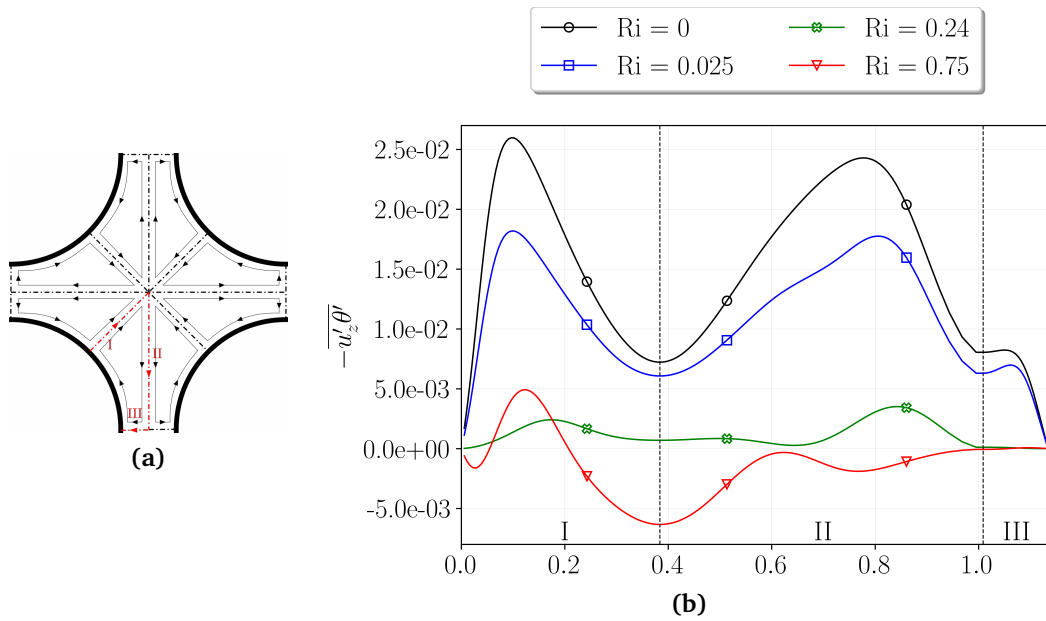 Ri = 0
Ri = 0.025
Ri = 0.24
Ri = 0.75
I
II
III
(a)
−u′zθ′
2.5e-02
2.0e-02
1.5e-02
1.0e-02
5.0e-03
0.0e+00
-5.0e-03
I
II
III
0.0
0.2
0.4
0.6
0.8
1.0
(b)